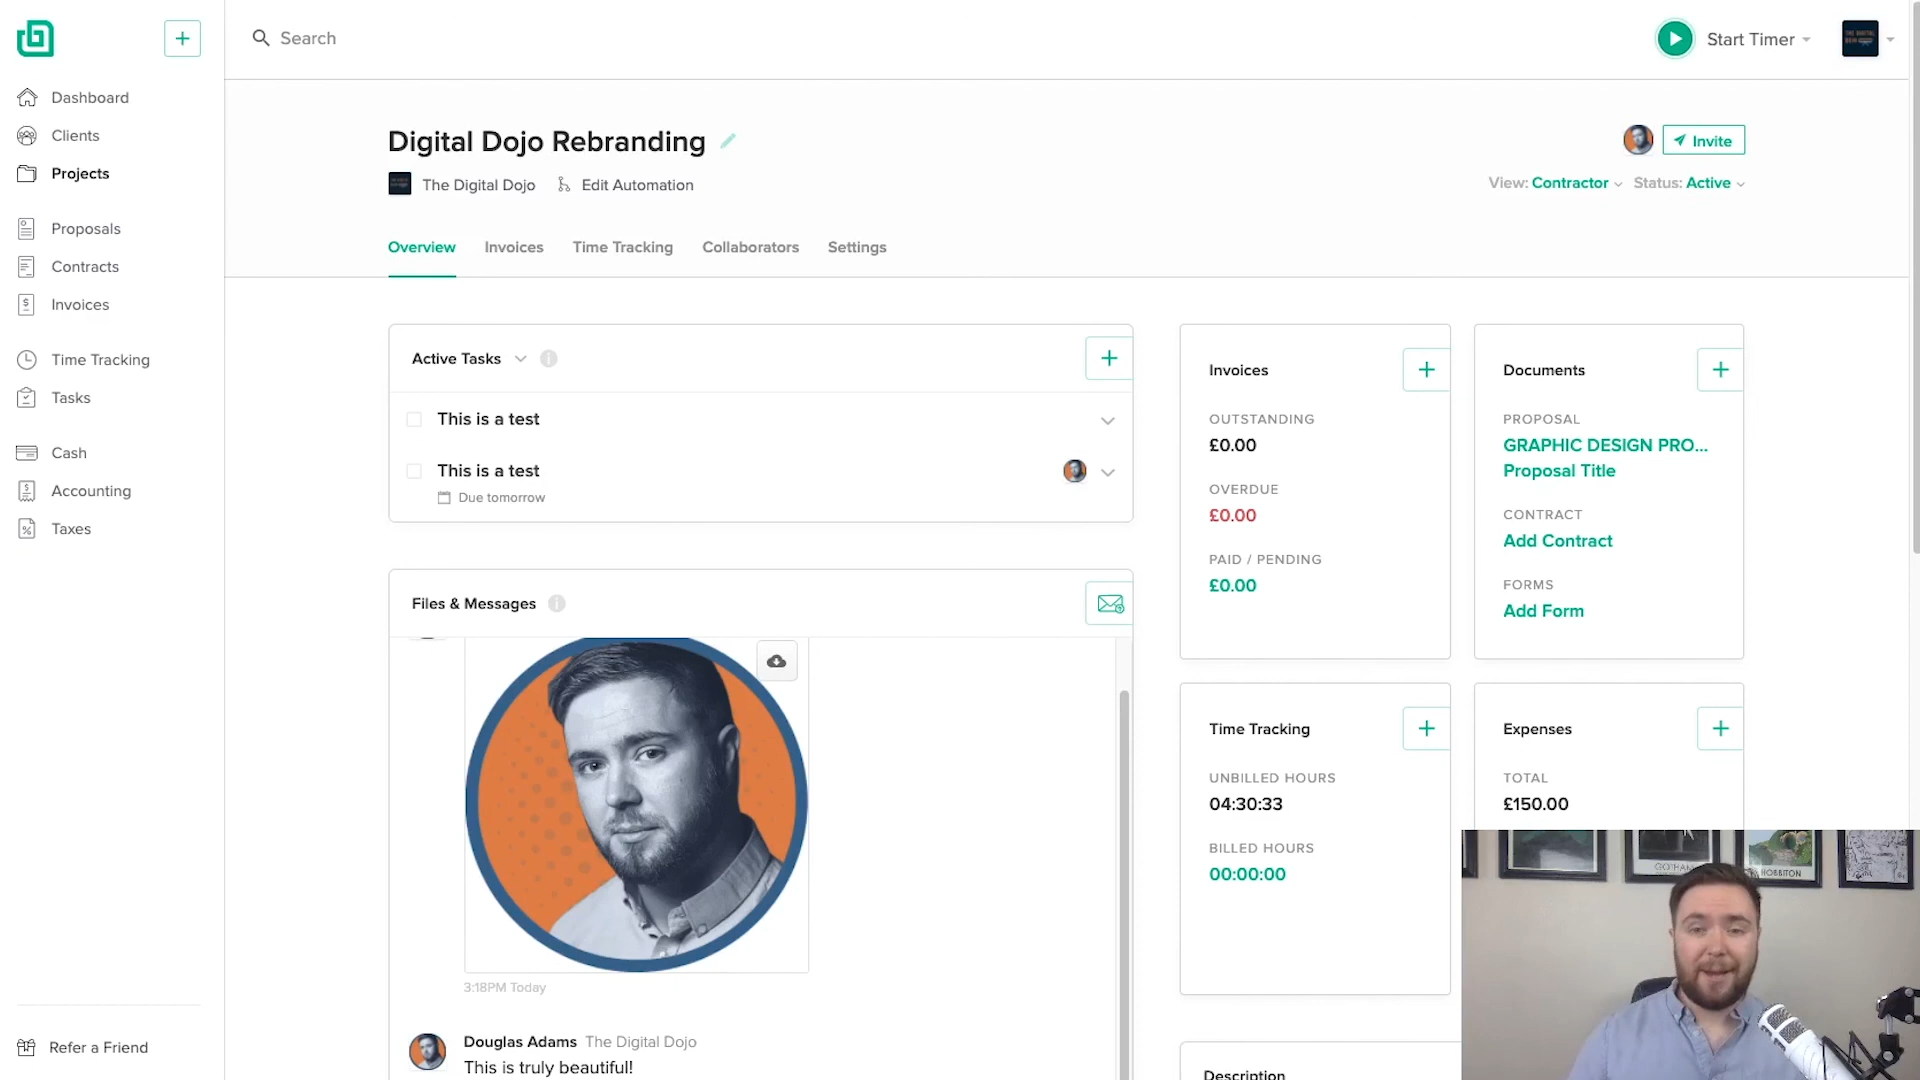 Search
Start Timer
Dashboard
Clients
Projects
Proposals
Contracts
Invoices
Time Tracking
Tasks
Cash
Accounting
Taxes
Refer a Friend
Digital Dojo Rebranding
The Digital Dojo
Edit Automation
Invite
View: Contractor
Status: Active
Overview
Invoices
Time Tracking
Collaborators
Settings
Active Tasks
This is a test
This is a test
Due tomorrow
Files & Messages
3:18PM Today
Douglas Adams The Digital Dojo
This is truly beautiful!
Invoices
OUTSTANDING
£0.00
OVERDUE
£0.00
PAID / PENDING
£0.00
Documents
PROPOSAL
GRAPHIC DESIGN PRO...
Proposal Title
CONTRACT
Add Contract
FORMS
Add Form
Time Tracking
UNBILLED HOURS
04:30:33
BILLED HOURS
00:00:00
Expenses
TOTAL
£150.00
Description
HOBBITON